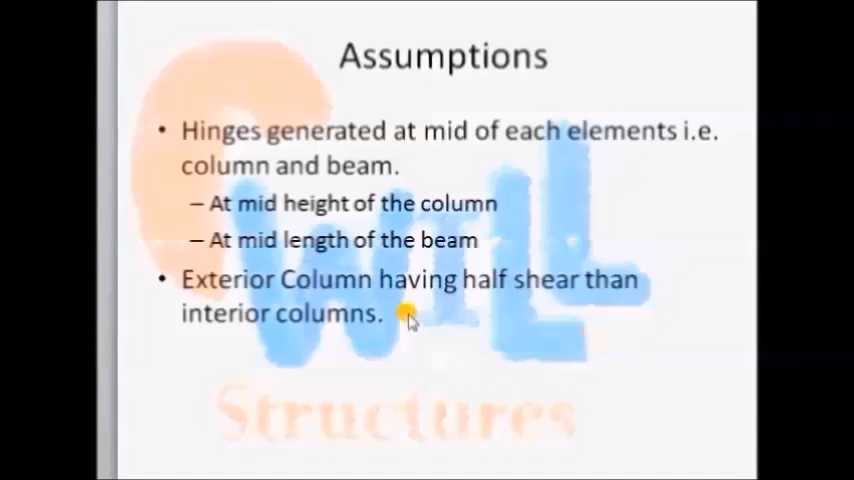 Assumptions
• Hinges generated at mid of each elements i.e.
column and beam.
– At mid height of the column
– At mid length of the beam
• Exterior Column having half shear than
interior columns.
WILL
Structures